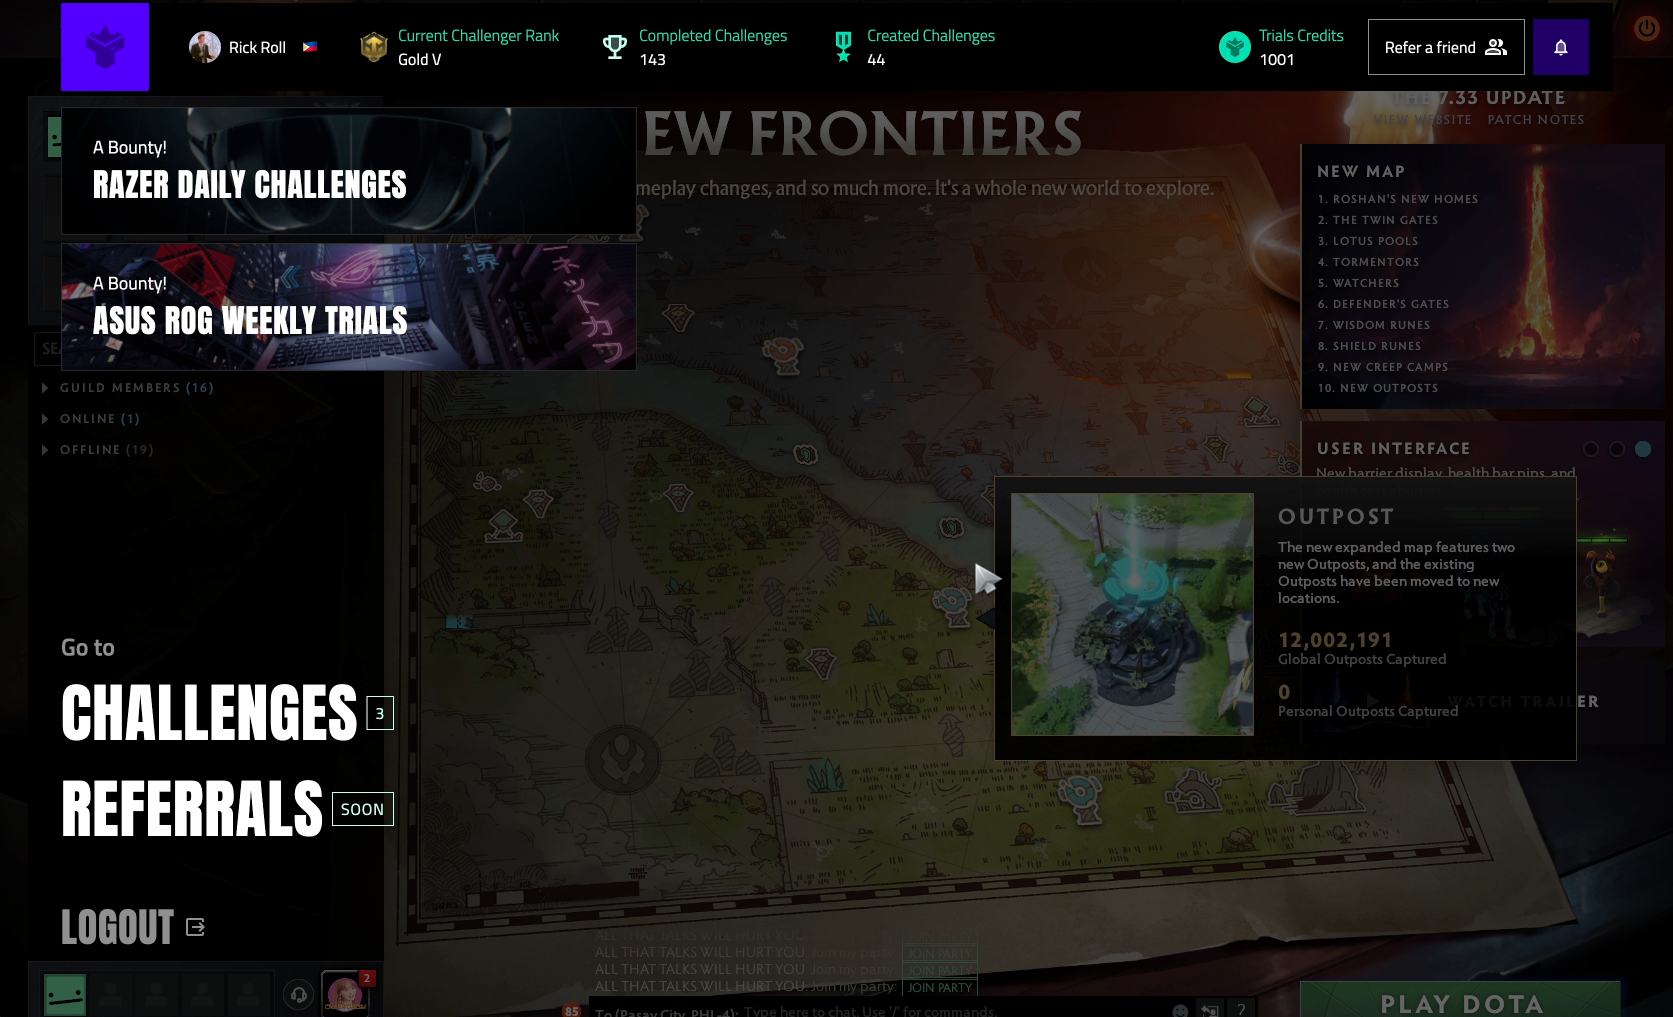 Rick Roll
Current Challenger Rank
Gold V
Completed Challenges
143
Created Challenges
44
Trials Credits
1001
Refer a friend
A Bounty!
RAZER DAILY CHALLENGES
A Bounty!
ASUS ROG WEEKLY TRIALS
EW FRONTIERS
meplay changes, and so much more. It's a whole new world to explore.
THE 7.33 UPDATE
VIEW WEBSITE PATCH NOTES
NEW MAP
1. ROSHAN'S NEW HOMES
2. THE TWIN GATES
3. LOTUS POOLS
4. TORMENTORS
5. WATCHERS
6. DEFENDER'S GATES
7. WISDOM RUNES
8. SHIELD RUNES
9. NEW CREEP CAMPS
10. NEW OUTPOSTS
USER INTERFACE
New barrier display, health bar pips, and
SEA
GUILD MEMBERS (16)
ONLINE (1)
OFFLINE (19)
OUTPOST
The new expanded map features two
new Outposts, and the existing
Outposts have been moved to new
locations.
12,002,191
Global Outposts Captured
0
Personal Outposts Captured
WATCH TRAILER
Go to
CHALLENGES 3
REFERRALS SOON
LOGOUT
ALL THAT TALKS WILL HURT YOU:
ALL THAT TALKS WILL HURT YOU: Join my party: JOIN PARTY
ALL THAT TALKS WILL HURT YOU: Join my party: JOIN PARTY
ALL THAT TALKS WILL HURT YOU: Join my party: JOIN PARTY
2
85
To (Pasay City, PHL-4): Type here to chat. Use '/' for commands.
?
PLAY DOTA